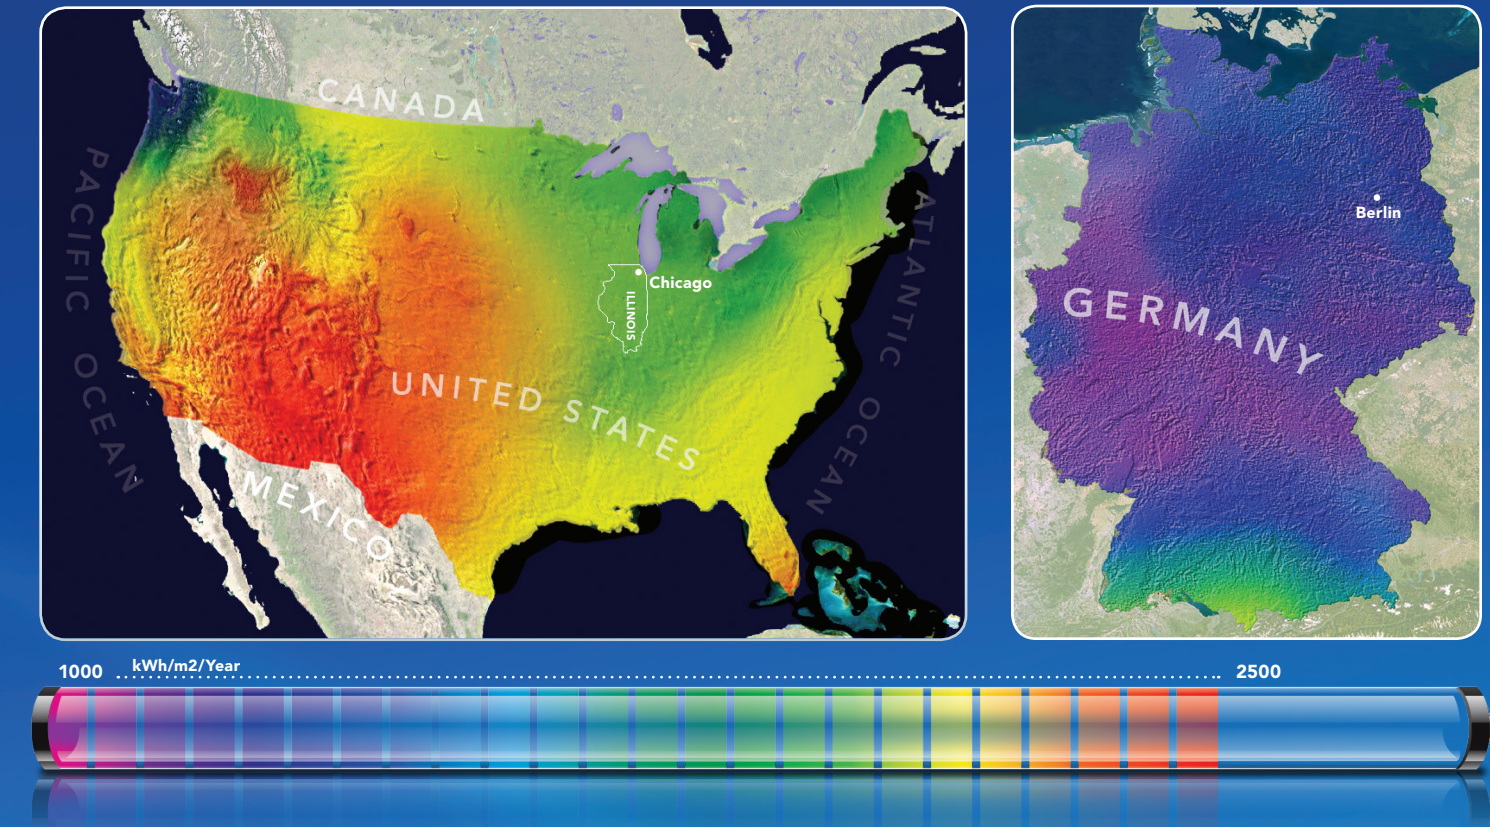 CANADA
PACIFIC OCEAN
ATLANTIC OCEAN
Chicago
ILLINOIS
UNITED STATES
MEXICO
Berlin
GERMANY
1000 kWh/m2/Year 2500